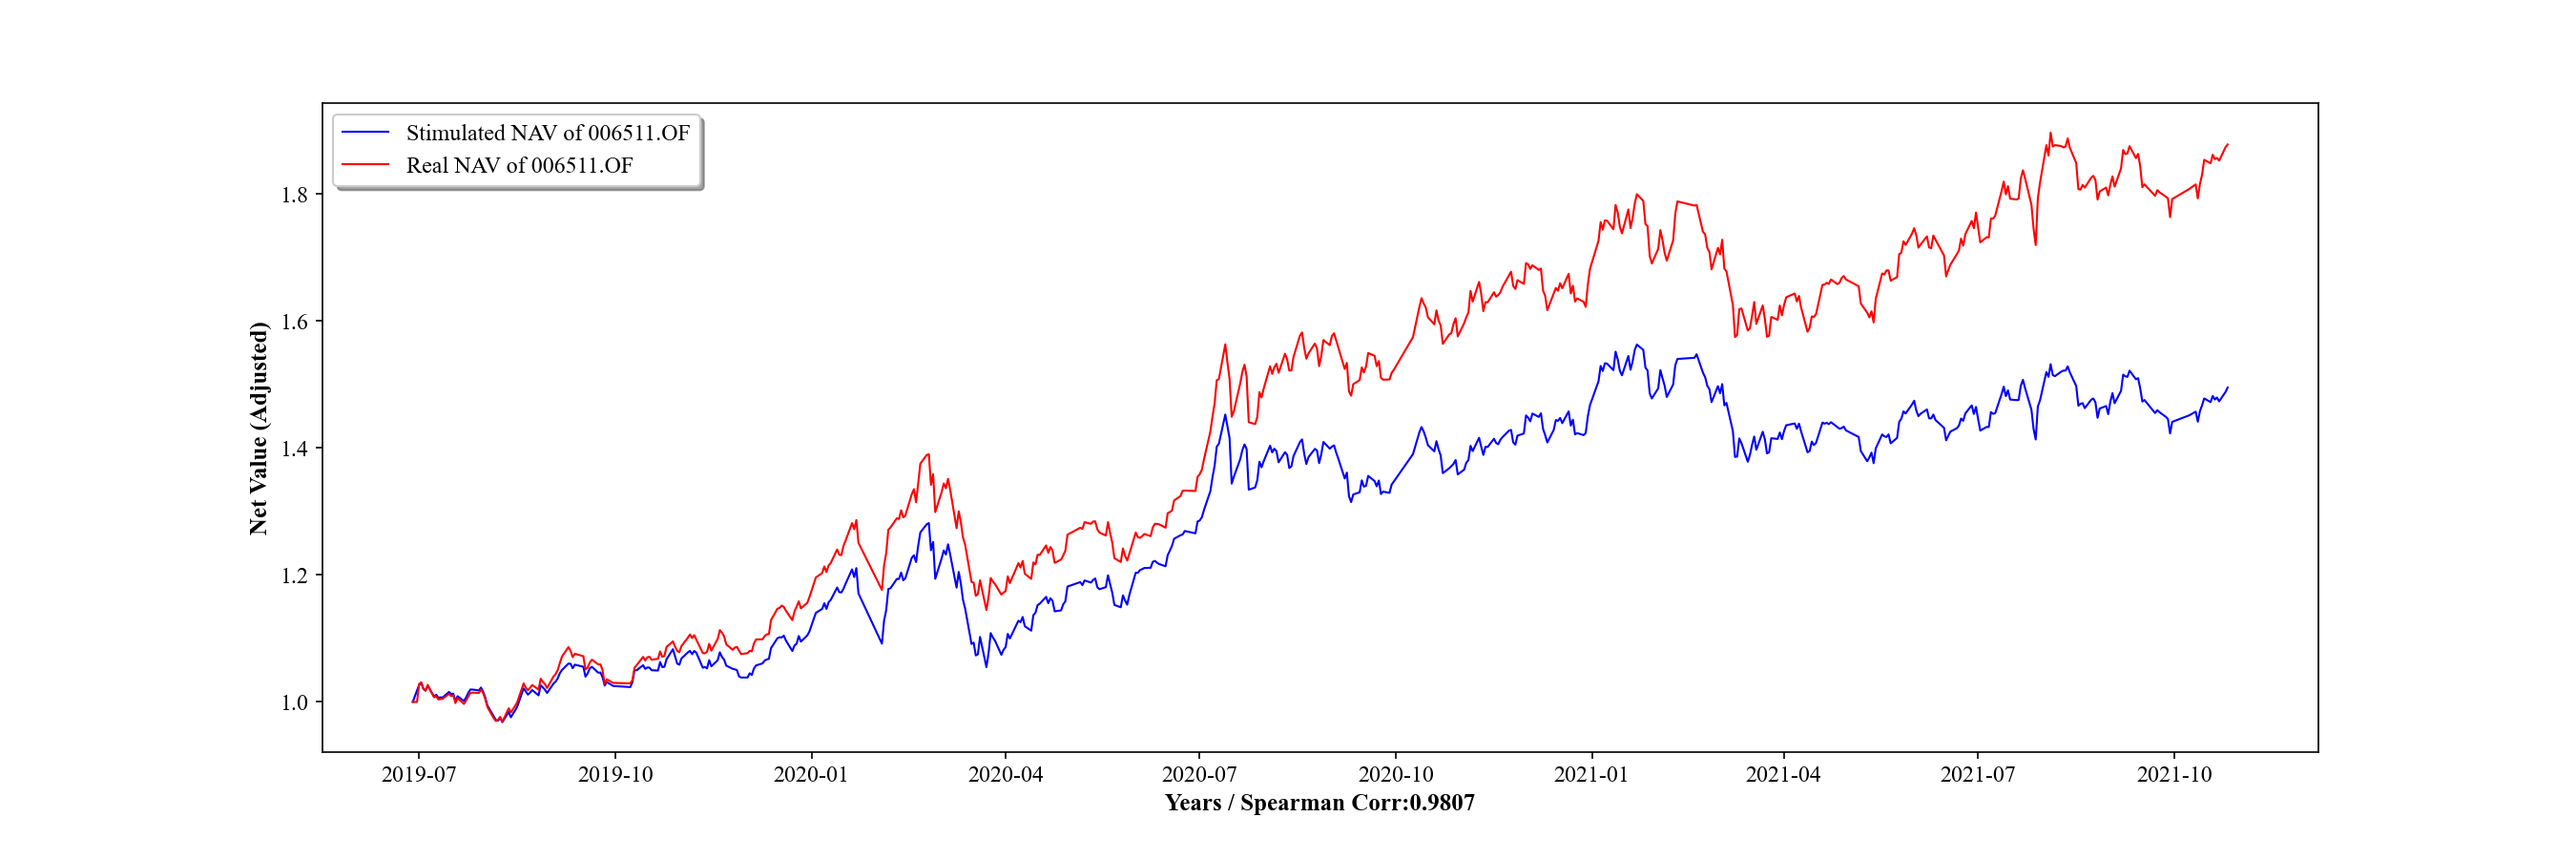 Stimulated NAV of 006511.OF
Real NAV of 006511.OF
Net Value (Adjusted)
1.8
1.6
1.4
1.2
1.0
2019-07 2019-10 2020-01 2020-04 2020-07 2020-10 2021-01 2021-04 2021-07 2021-10
Years / Spearman Corr:0.9807